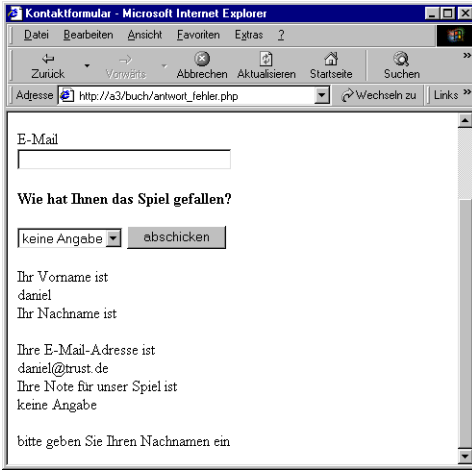 Kontaktformular - Microsoft Internet Explorer
Datei Bearbeiten Ansicht Favoriten Extras ?
Zurück Vorwärts Abbrechen Aktualisieren Startseite Suchen »
Adresse http://a3/buch/antwort_fehler.php Wechseln zu Links »
E-Mail
Wie hat Ihnen das Spiel gefallen?
keine Angabe abschicken
Ihr Vorname ist
daniel
Ihr Nachname ist
Ihre E-Mail-Adresse ist
daniel@trust.de
Ihre Note für unser Spiel ist
keine Angabe
bitte geben Sie Ihren Nachnamen ein